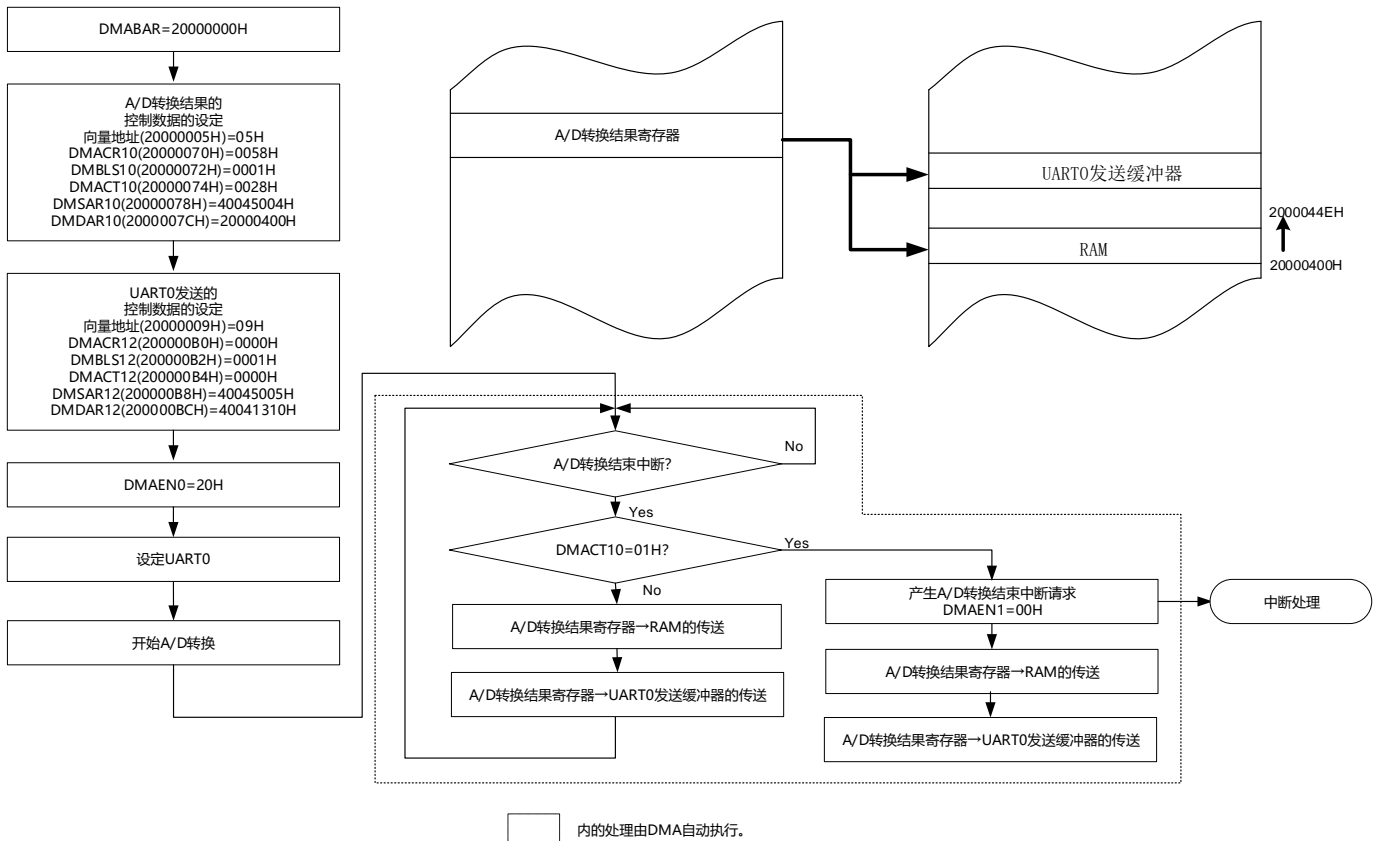 DMABAR=20000000H
A/D转换结果的
控制数据的设定
向量地址(20000005H)=05H
DMACR10(20000070H)=0058H
DMBLS10(20000072H)=0001H
DMACT10(20000074H)=0028H
DMSAR10(20000078H)=40045004H
DMDAR10(2000007CH)=20000400H
UART0发送的
控制数据的设定
向量地址(20000009H)=09H
DMACR12(200000B0H)=0000H
DMBLS12(200000B2H)=0001H
DMACT12(200000B4H)=0000H
DMSAR12(200000B8H)=40045005H
DMDAR12(200000BCH)=40041310H
DMAEN0=20H
设定UART0
开始A/D转换
A/D转换结果寄存器
UART0发送缓冲器
2000044EH
RAM
20000400H
A/D转换结束中断?
No
Yes
DMACT10=01H?
Yes
No
A/D转换结果寄存器→RAM的传送
A/D转换结果寄存器→UART0发送缓冲器的传送
产生A/D转换结束中断请求
DMAEN1=00H
中断处理
A/D转换结果寄存器→RAM的传送
A/D转换结果寄存器→UART0发送缓冲器的传送
内的处理由DMA自动执行。